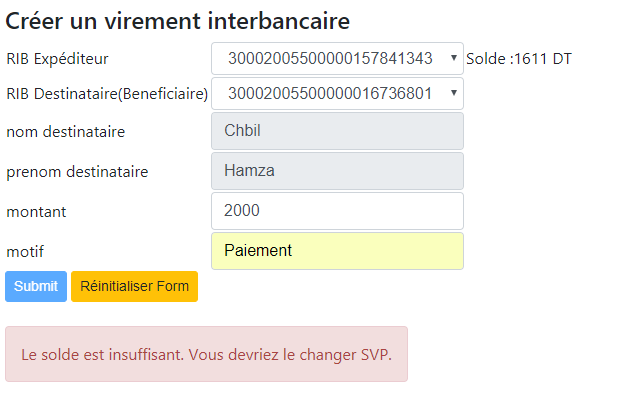 Créer un virement interbancaire
RIB Expéditeur 30002005500000157841343 Solde :1611 DT
RIB Destinataire(Beneficiaire) 30002005500000016736801
nom destinataire Chbil
prenom destinataire Hamza
montant 2000
motif Paiement
Submit Réinitialiser Form
Le solde est insuffisant. Vous devriez le changer SVP.